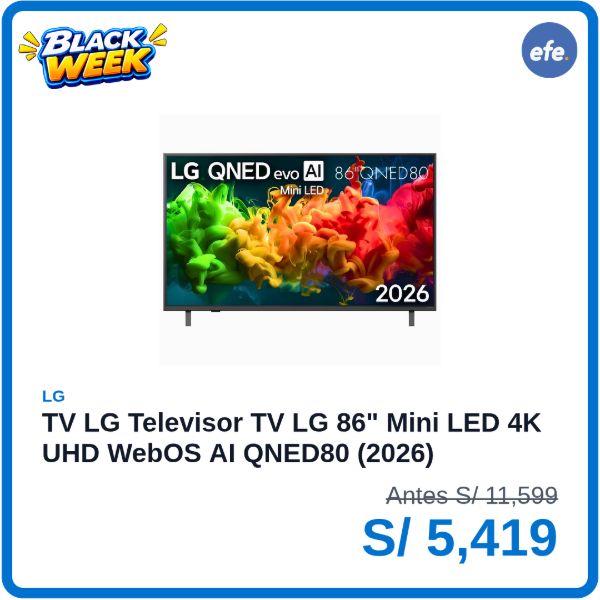 BLACK
WEEK
efe.
LG QNED evo AI 86"QNED80
Mini LED
2026
LG
TV LG Televisor TV LG 86" Mini LED 4K
UHD WebOS AI QNED80 (2026)
Antes S/ 11,599
S/ 5,419